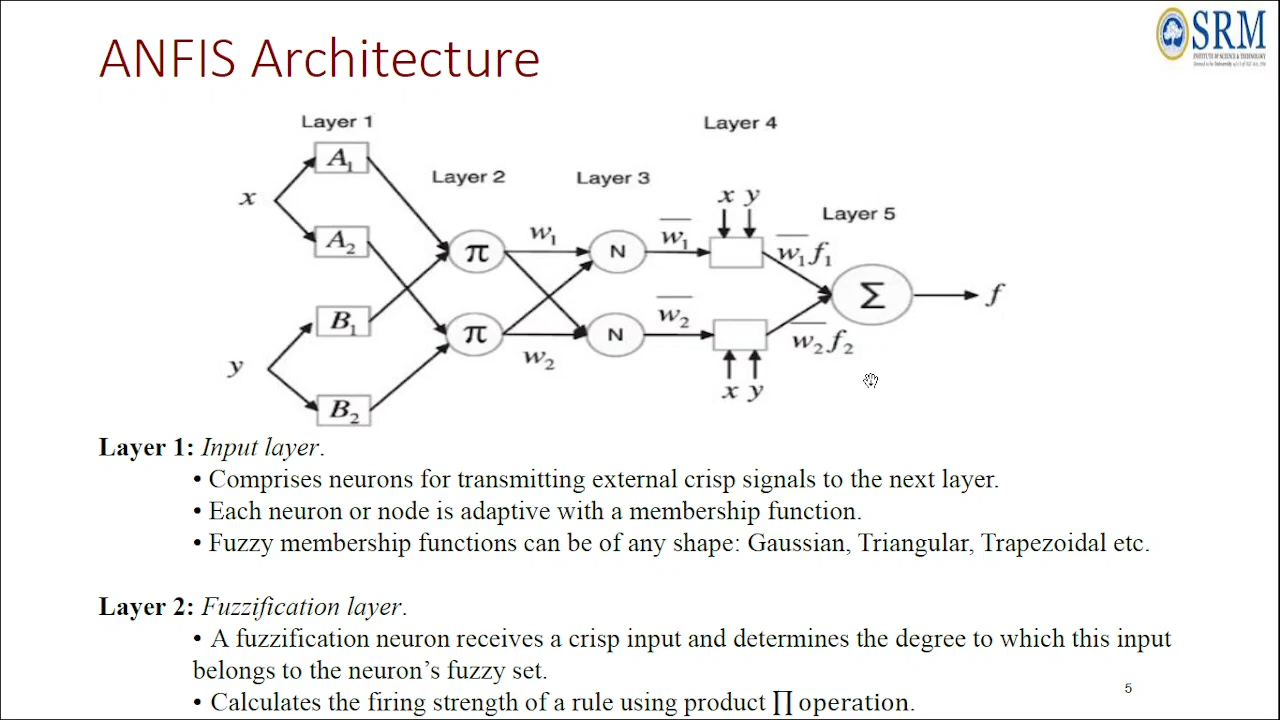 ANFIS Architecture
SRM
INSTITUTE OF SCIENCE & TECHNOLOGY
Layer 1
Layer 4
A₁
Layer 2
Layer 3
x y
x
Layer 5
A₂
π
w₁
N
w̅₁
w̅₁f₁
Σ
f
B₁
π
w₂
N
w̅₂
w̅₂f₂
y
x y
B₂
Layer 1: Input layer.
• Comprises neurons for transmitting external crisp signals to the next layer.
• Each neuron or node is adaptive with a membership function.
• Fuzzy membership functions can be of any shape: Gaussian, Triangular, Trapezoidal etc.
Layer 2: Fuzzification layer.
• A fuzzification neuron receives a crisp input and determines the degree to which this input
belongs to the neuron’s fuzzy set.
• Calculates the firing strength of a rule using product ∏ operation.
5